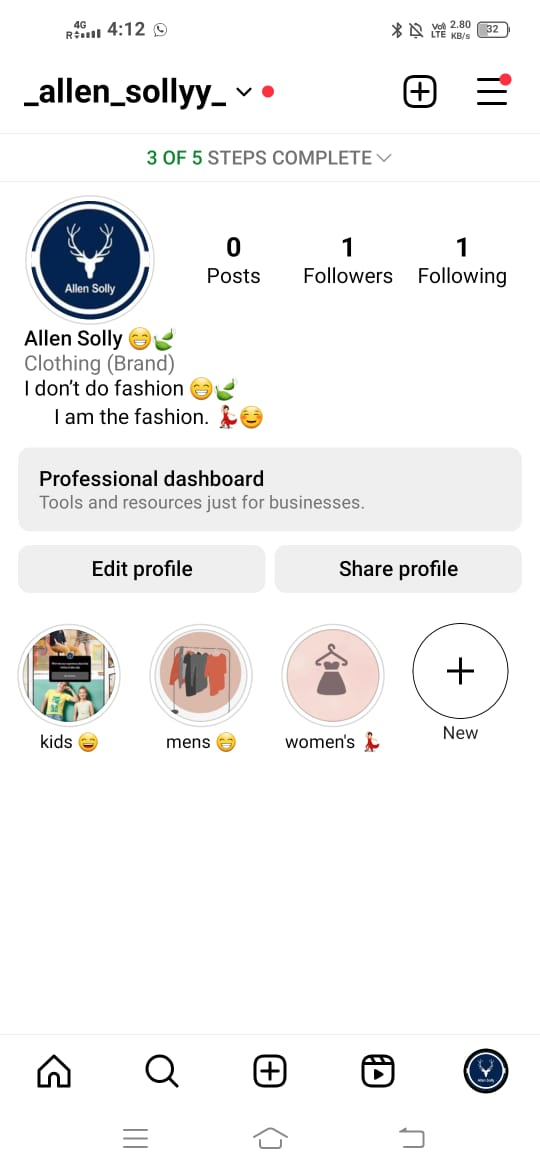 4G
R 4:12 Vo) 2.80 32
LTE KB/s
_allen_sollyy_
3 OF 5 STEPS COMPLETE
Allen Solly
0 1 1
Posts Followers Following
Allen Solly 😁🍃
Clothing (Brand)
I don't do fashion 😁🍃
I am the fashion. 💃☺️
Professional dashboard
Tools and resources just for businesses.
Edit profile Share profile
kids 😄 mens 😁 women's 💃 New